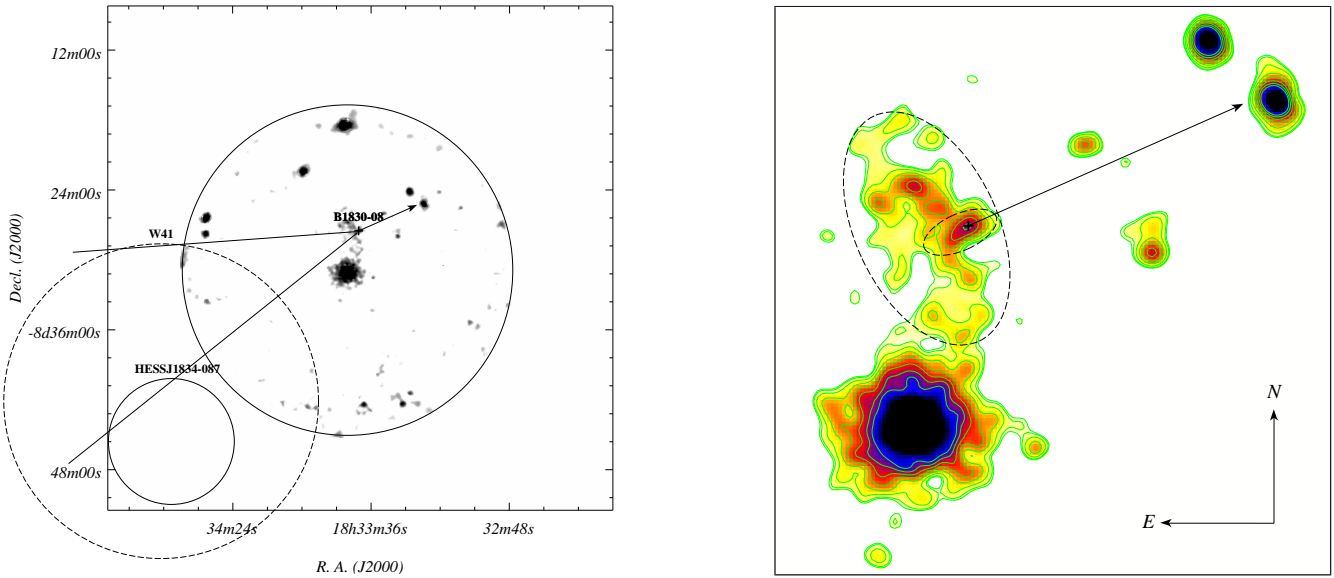 12m00s
B1830-08
24m00s
W41
Decl. (J2000)
-8d36m00s
HESSJ1834-087
48m00s
34m24s 18h33m36s 32m48s
R. A. (J2000)
N
E